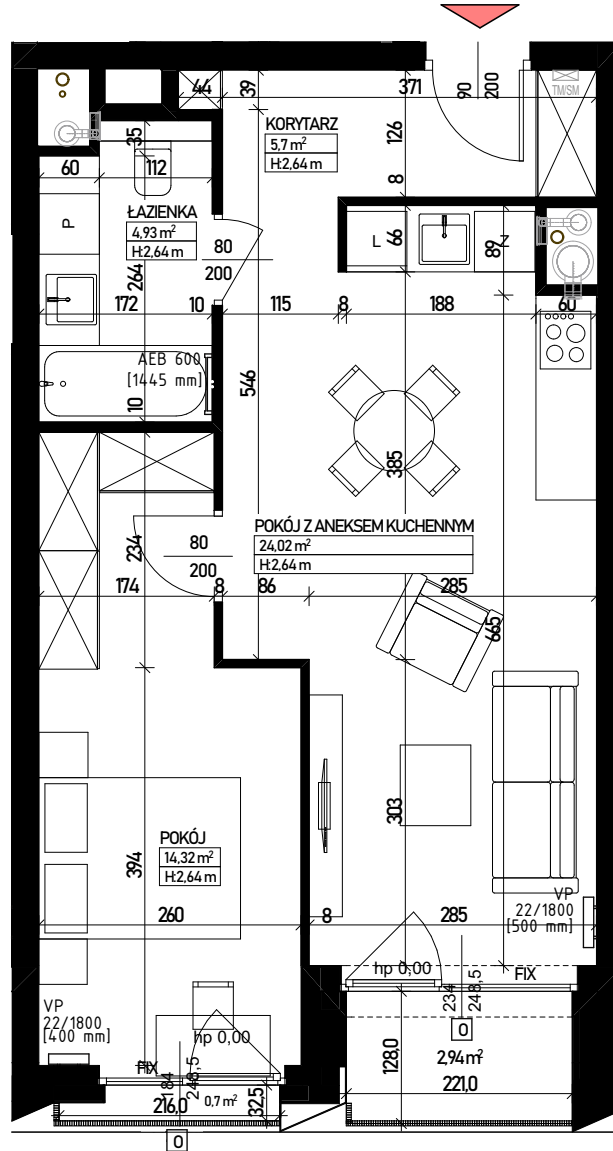 44
39
371
90
200
TM/SM
KORYTARZ
5,7 m²
H:2,64 m
126
8
35
60
112
P
ŁAZIENKA
4,93 m²
H:2,64 m
264
80
200
L
66
Z
89
172
10
115
8
188
60
AEB 600
[1445 mm]
10
546
385
POKÓJ Z ANEKSEM KUCHENNYM
24,02 m²
H:2,64 m
234
80
200
174
8
86
285
665
303
POKÓJ
14,32 m²
H:2,64 m
394
260
8
285
VP
22/1800
[500 mm]
hp 0,00
FIX
234
248,5
0
VP
22/1800
[400 mm]
hp 0,00
FIX
184
248,5
128,0
2,94 m²
221,0
216,0
0,7 m²
32,5
0